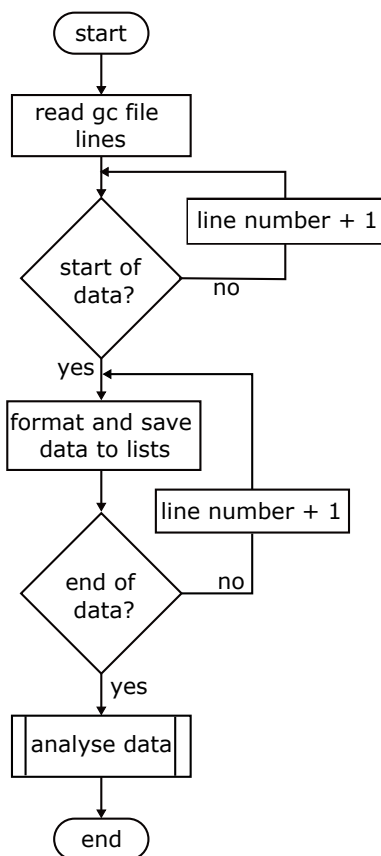 start
read gc file
lines
line number + 1
start of
data?
no
yes
format and save
data to lists
line number + 1
end of
data?
no
yes
analyse data
end